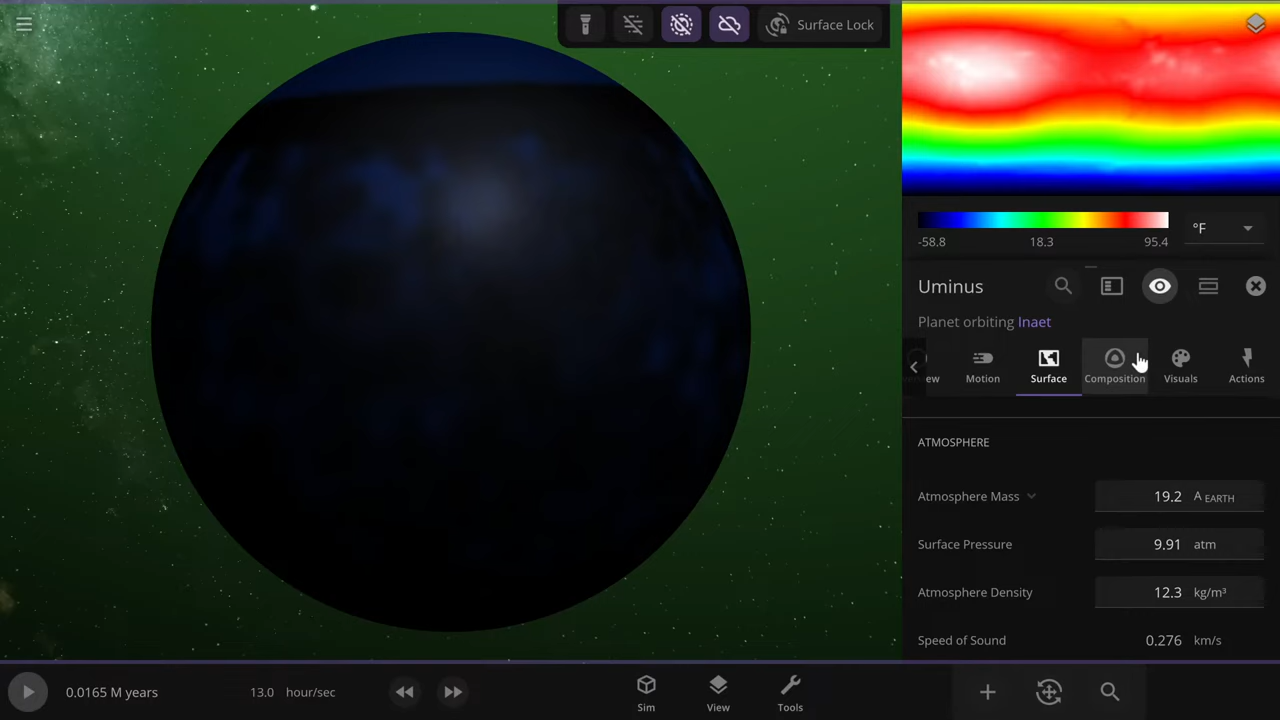 Surface Lock
°F
-58.8 18.3 95.4
Uminus
Planet orbiting Inaet
ew Motion Surface Composition Visuals Actions
ATMOSPHERE
Atmosphere Mass 19.2 A EARTH
Surface Pressure 9.91 atm
Atmosphere Density 12.3 kg/m³
Speed of Sound 0.276 km/s
0.0165 M years 13.0 hour/sec Sim View Tools